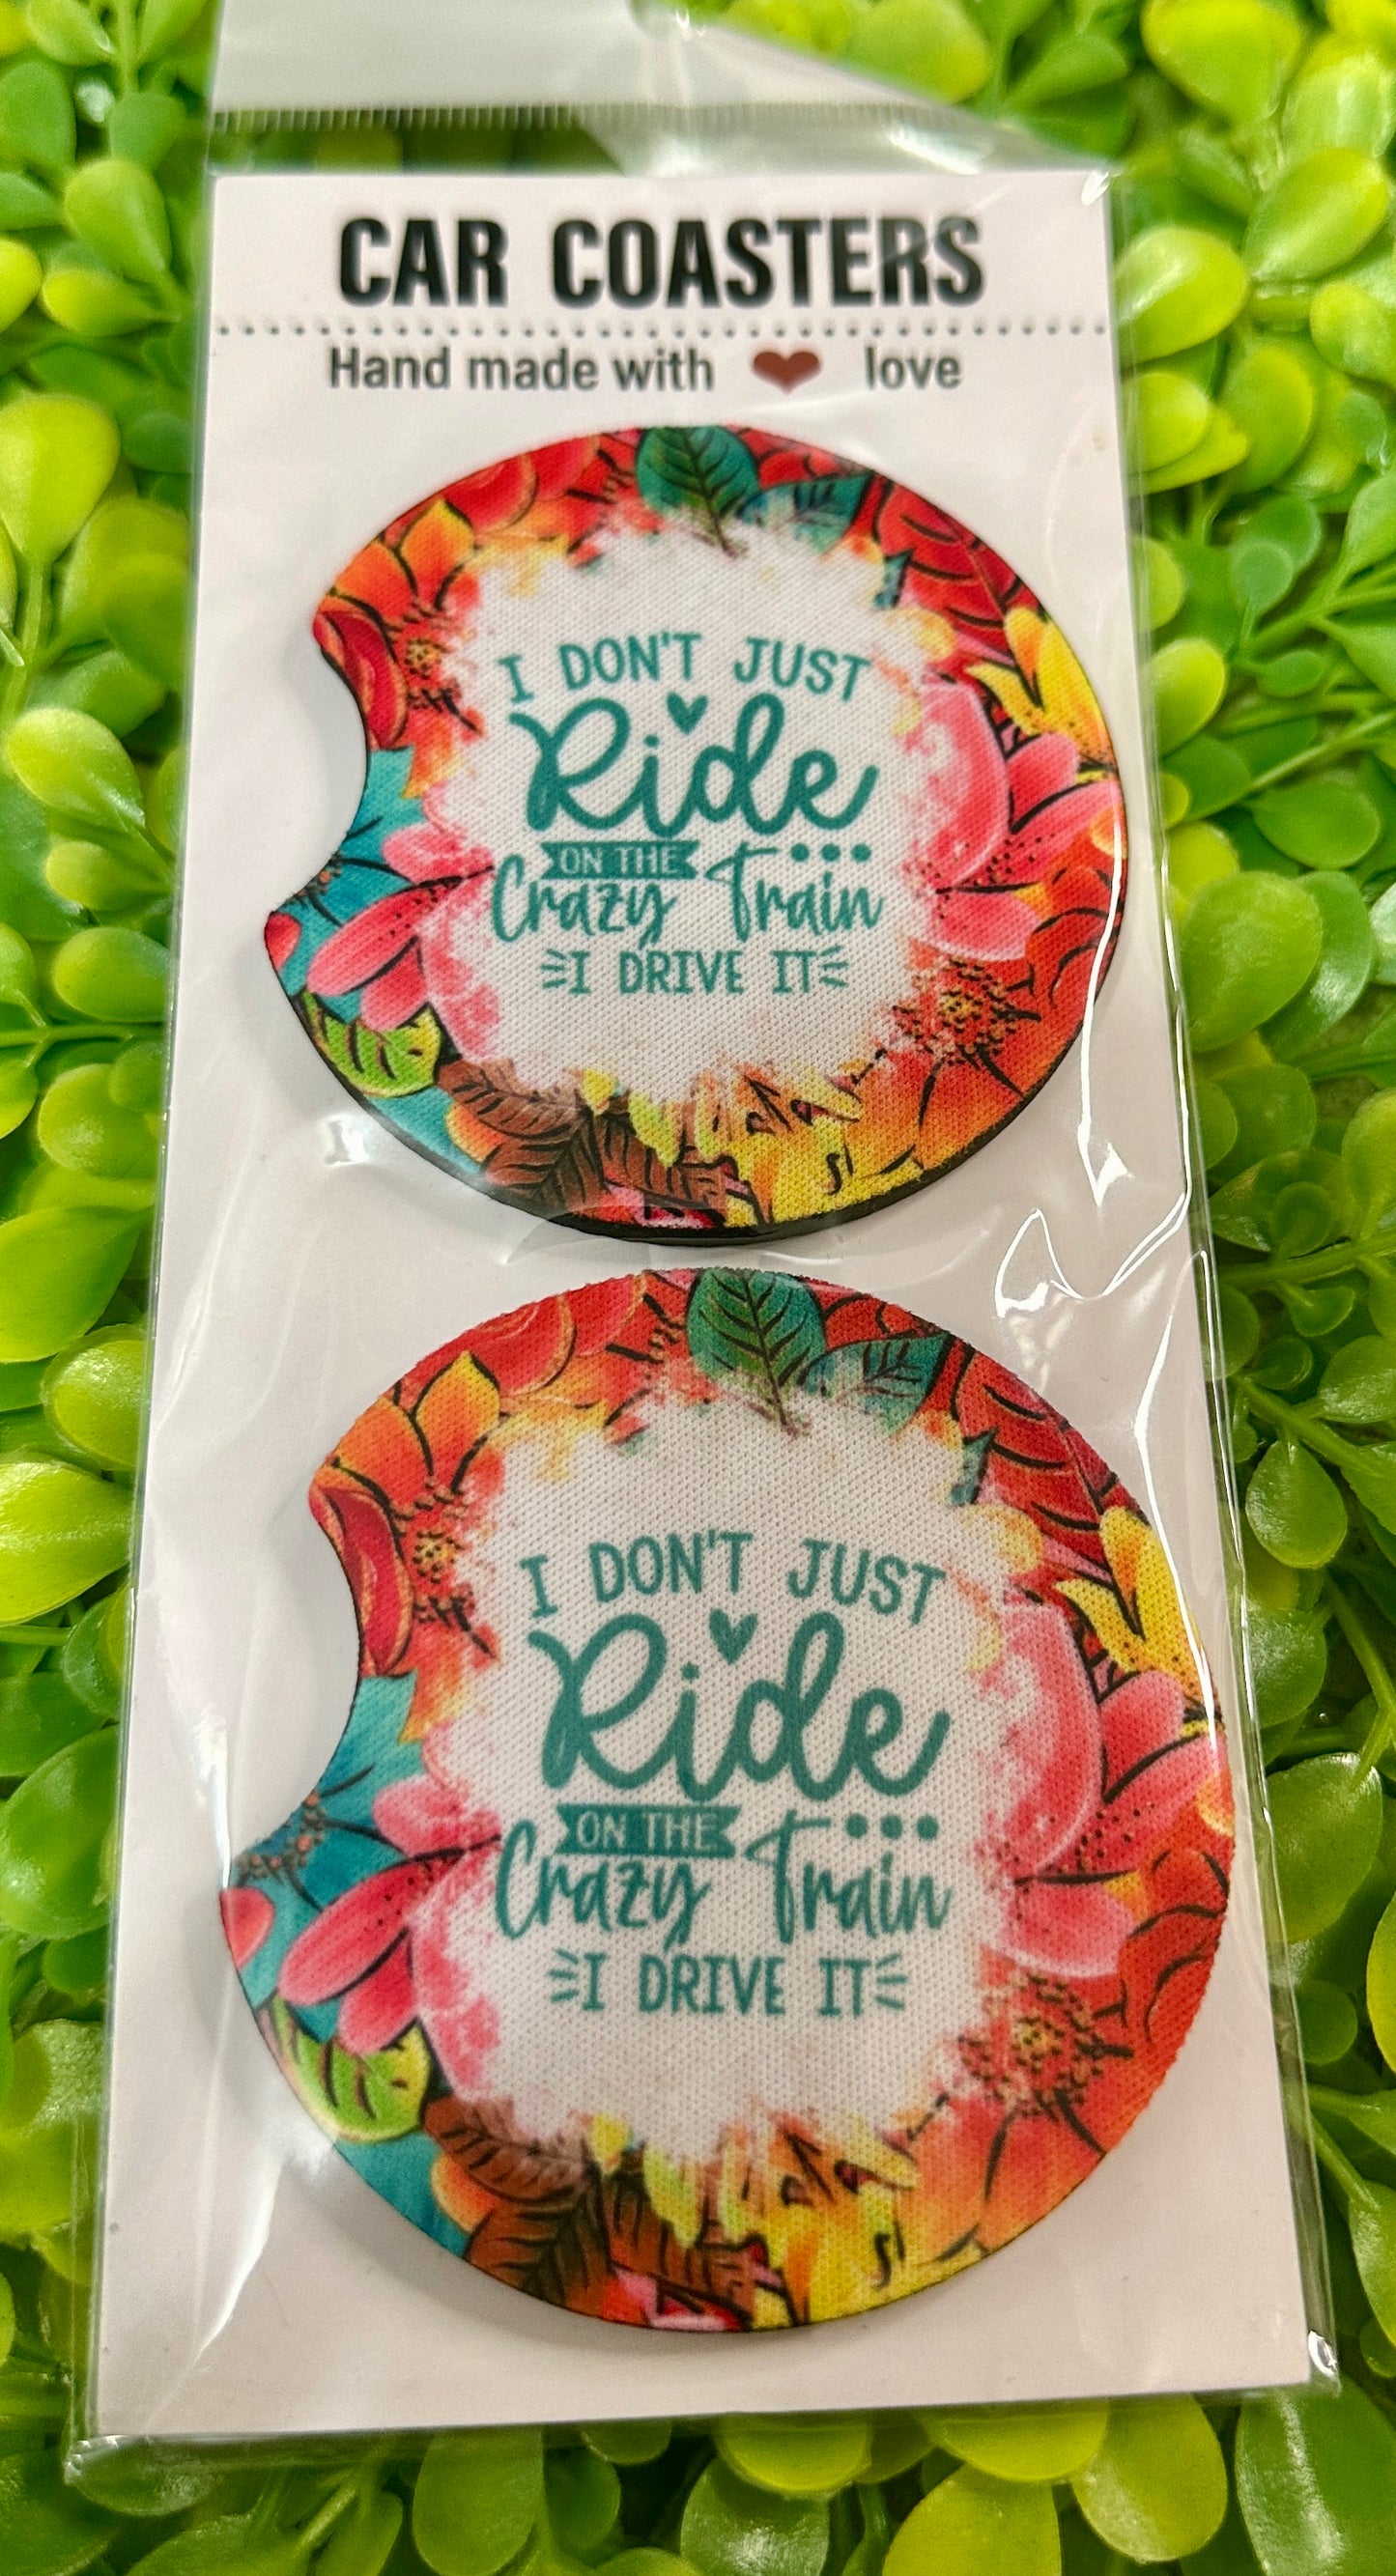 CAR COASTERS
Hand made with love
I DON'T JUST
Ride
ON THE
Crazy Train
I DRIVE IT
I DON'T JUST
Ride
ON THE
Crazy Train
I DRIVE IT